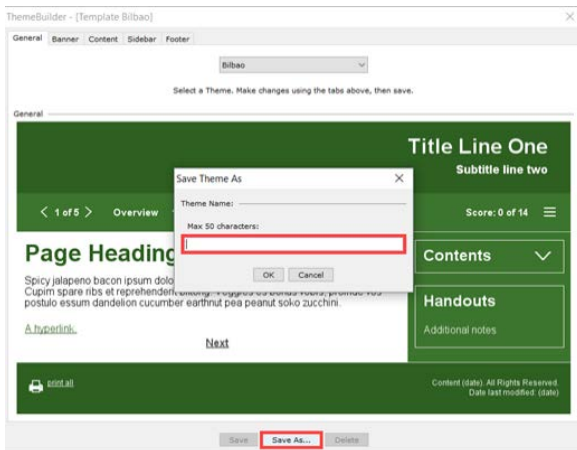 ThemeBuilder - [Template Bilbao]
General Banner Content Sidebar Footer
Bilbao
Select a Theme. Make changes using the tabs above, then save.
General
Title Line One
Subtitle line two
Save Theme As
Theme Name:
Max 50 characters:
OK Cancel
< 1 of 5 > Overview
Score: 0 of 14
Page Heading
Contents
Spicy jalapeno bacon ipsum dolo
Cupim spare ribs et reprehenderit
postulo essum dandelion cucumber earthnut pea peanut soko zucchini.
Handouts
Additional notes
A hyperlink.
Next
print all
Content (date). All Rights Reserved.
Date last modified: (date)
Save Save As... Delete